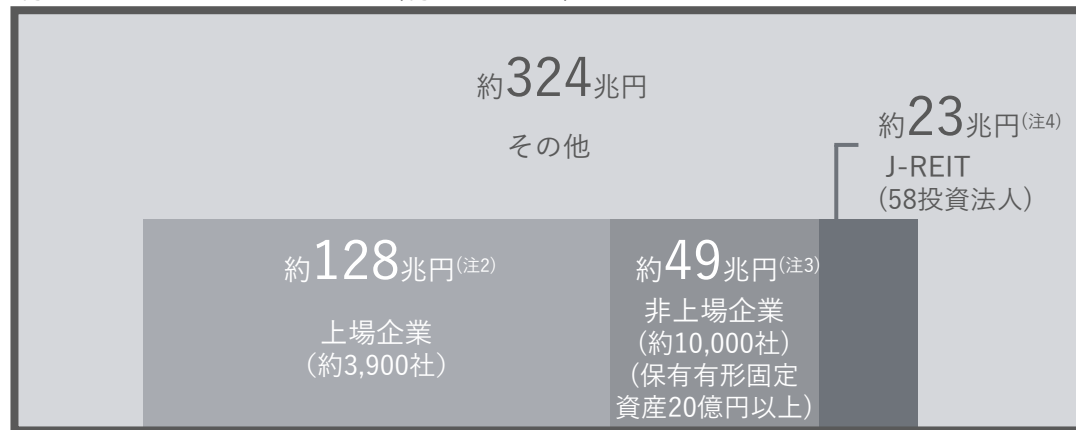 約324兆円
その他
約23兆円(注4)
J-REIT
(58投資法人)
約128兆円(注2)
上場企業
(約3,900社)
約49兆円(注3)
非上場企業
(約10,000社)
(保有有形固定
資産20億円以上)